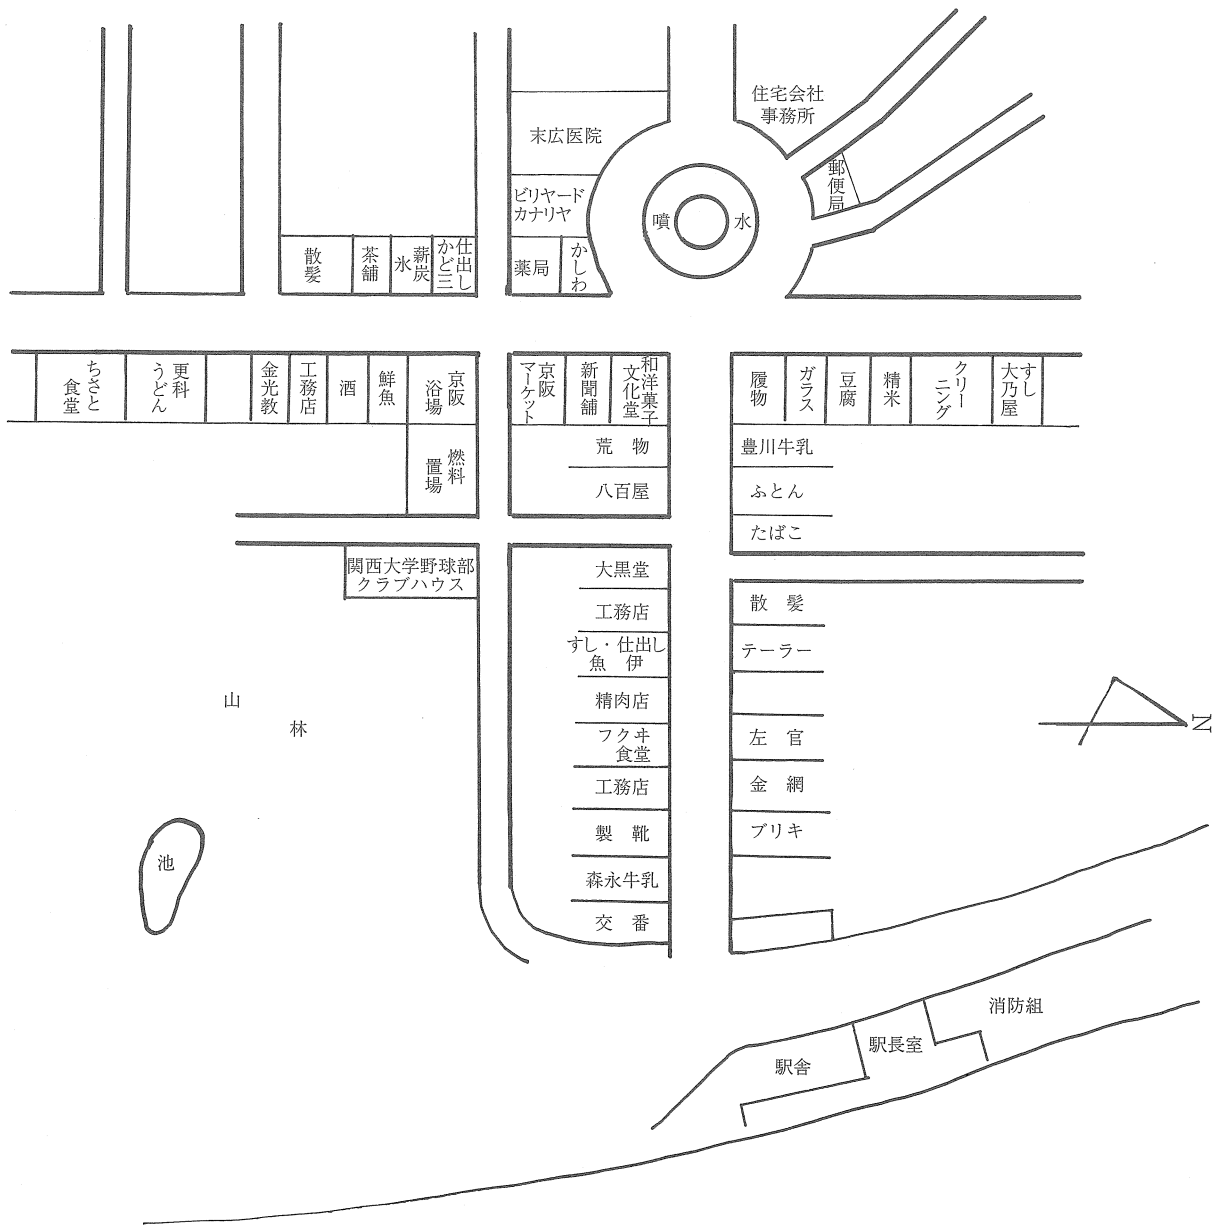 住宅会社
事務所
末広医院
郵便局
ビリヤード
カナリヤ
噴水
散髪
茶舗
薪炭
氷
仕出し
かど三
薬局
かしわ
ちさと
食堂
更科
うどん
金光教
工務店
酒
鮮魚
京阪
浴場
京阪
マーケット
新聞舗
和洋菓子
文化堂
履物
ガラス
豆腐
精米
クリー
ニング
すし
大乃屋
燃料
置場
荒物
八百屋
豊川牛乳
ふとん
たばこ
関西大学野球部
クラブハウス
大黒堂
工務店
すし・仕出し
魚伊
精肉店
フクヰ
食堂
工務店
製靴
森永牛乳
交番
散髪
テーラー
左官
金網
ブリキ
山林
池
N
消防組
駅長室
駅舎